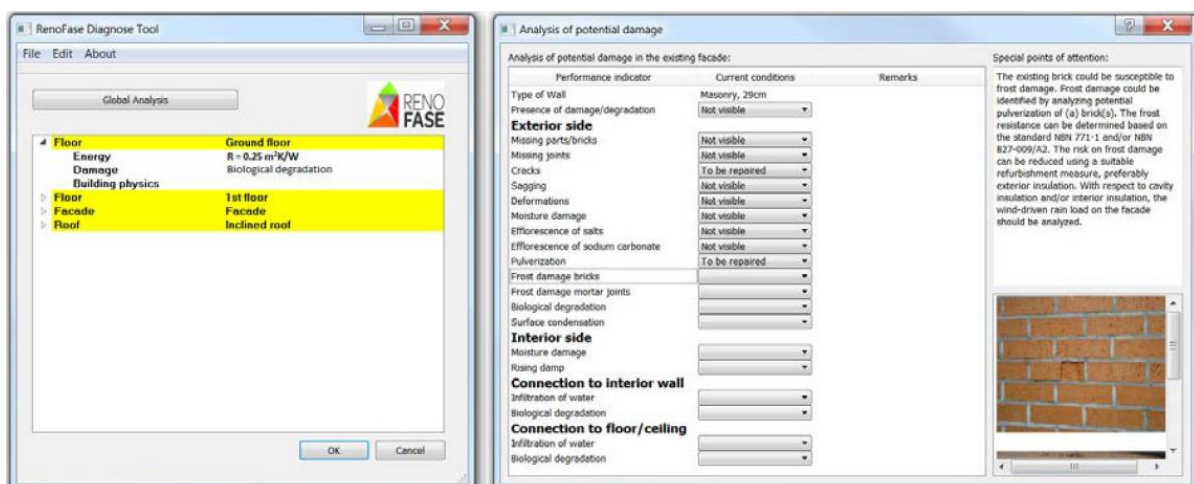 RenoFase Diagnose Tool
File Edit About
Global Analysis
RENO
FASE
Floor Ground floor
Energy R = 0.25 m²K/W
Damage Biological degradation
Building physics
Floor 1st floor
Facade Facade
Roof Inclined roof
OK Cancel
Analysis of potential damage
Analysis of potential damage in the existing facade:
Performance indicator Current conditions Remarks
Type of Wall Masonry, 29cm
Presence of damage/degradation Not visible
Exterior side
Missing parts/bricks Not visible
Missing joints Not visible
Cracks To be repaired
Sagging Not visible
Deformations Not visible
Moisture damage Not visible
Efflorescence of salts Not visible
Efflorescence of sodium carbonate Not visible
Pulverization To be repaired
Frost damage bricks
Frost damage mortar joints
Biological degradation
Surface condensation
Interior side
Moisture damage
Rising damp
Connection to interior wall
Infiltration of water
Biological degradation
Connection to floor/ceiling
Infiltration of water
Biological degradation
Special points of attention:
The existing brick could be susceptible to
frost damage. Frost damage could be
identified by analyzing potential
pulverization of (a) brick(s). The frost
resistance can be determined based on
the standard NBN 771-1 and/or NBN
B27-009/A2. The risk on frost damage
can be reduced using a suitable
refurbishment measure, preferably
exterior insulation. With respect to cavity
insulation and/or interior insulation, the
wind-driven rain load on the facade
should be analyzed.